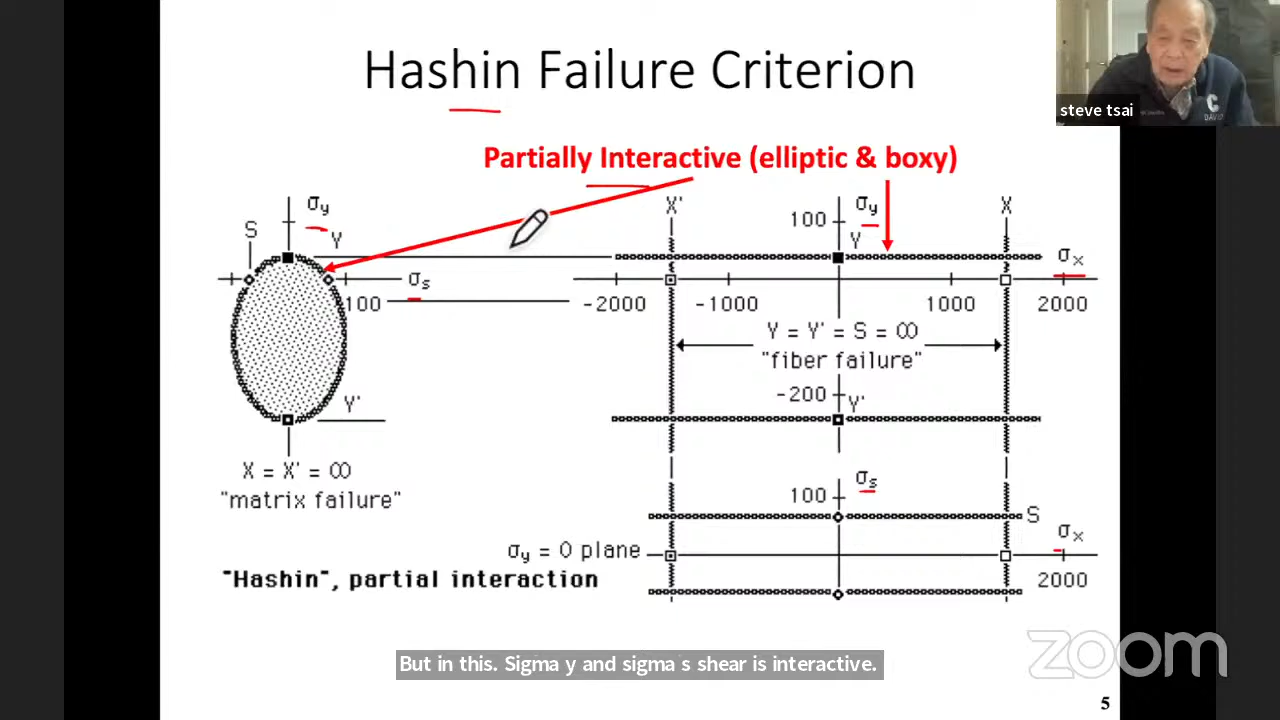 Hashin Failure Criterion
steve tsai
C
DAVIS
Partially Interactive (elliptic & boxy)
σy
S
Y
σs
100
X'
100
σy
Y
X
σx
-2000
-1000
1000
2000
Y = Y' = S = ∞
"fiber failure"
-200
Y'
Y'
X = X' = ∞
"matrix failure"
σs
100
S
σy = 0 plane
σx
2000
"Hashin", partial interaction
But in this. Sigma y and sigma s shear is interactive.
zoom
5